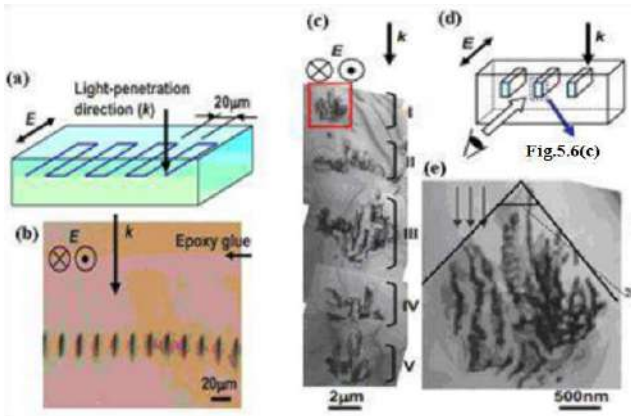 (a)
Light-penetration
direction (k)
20μm
E
(b)
E
k
Epoxy glue
20μm
(c)
E
k
I
II
III
IV
V
2μm
(d)
E
k
Fig.5.6(c)
(e)
500nm